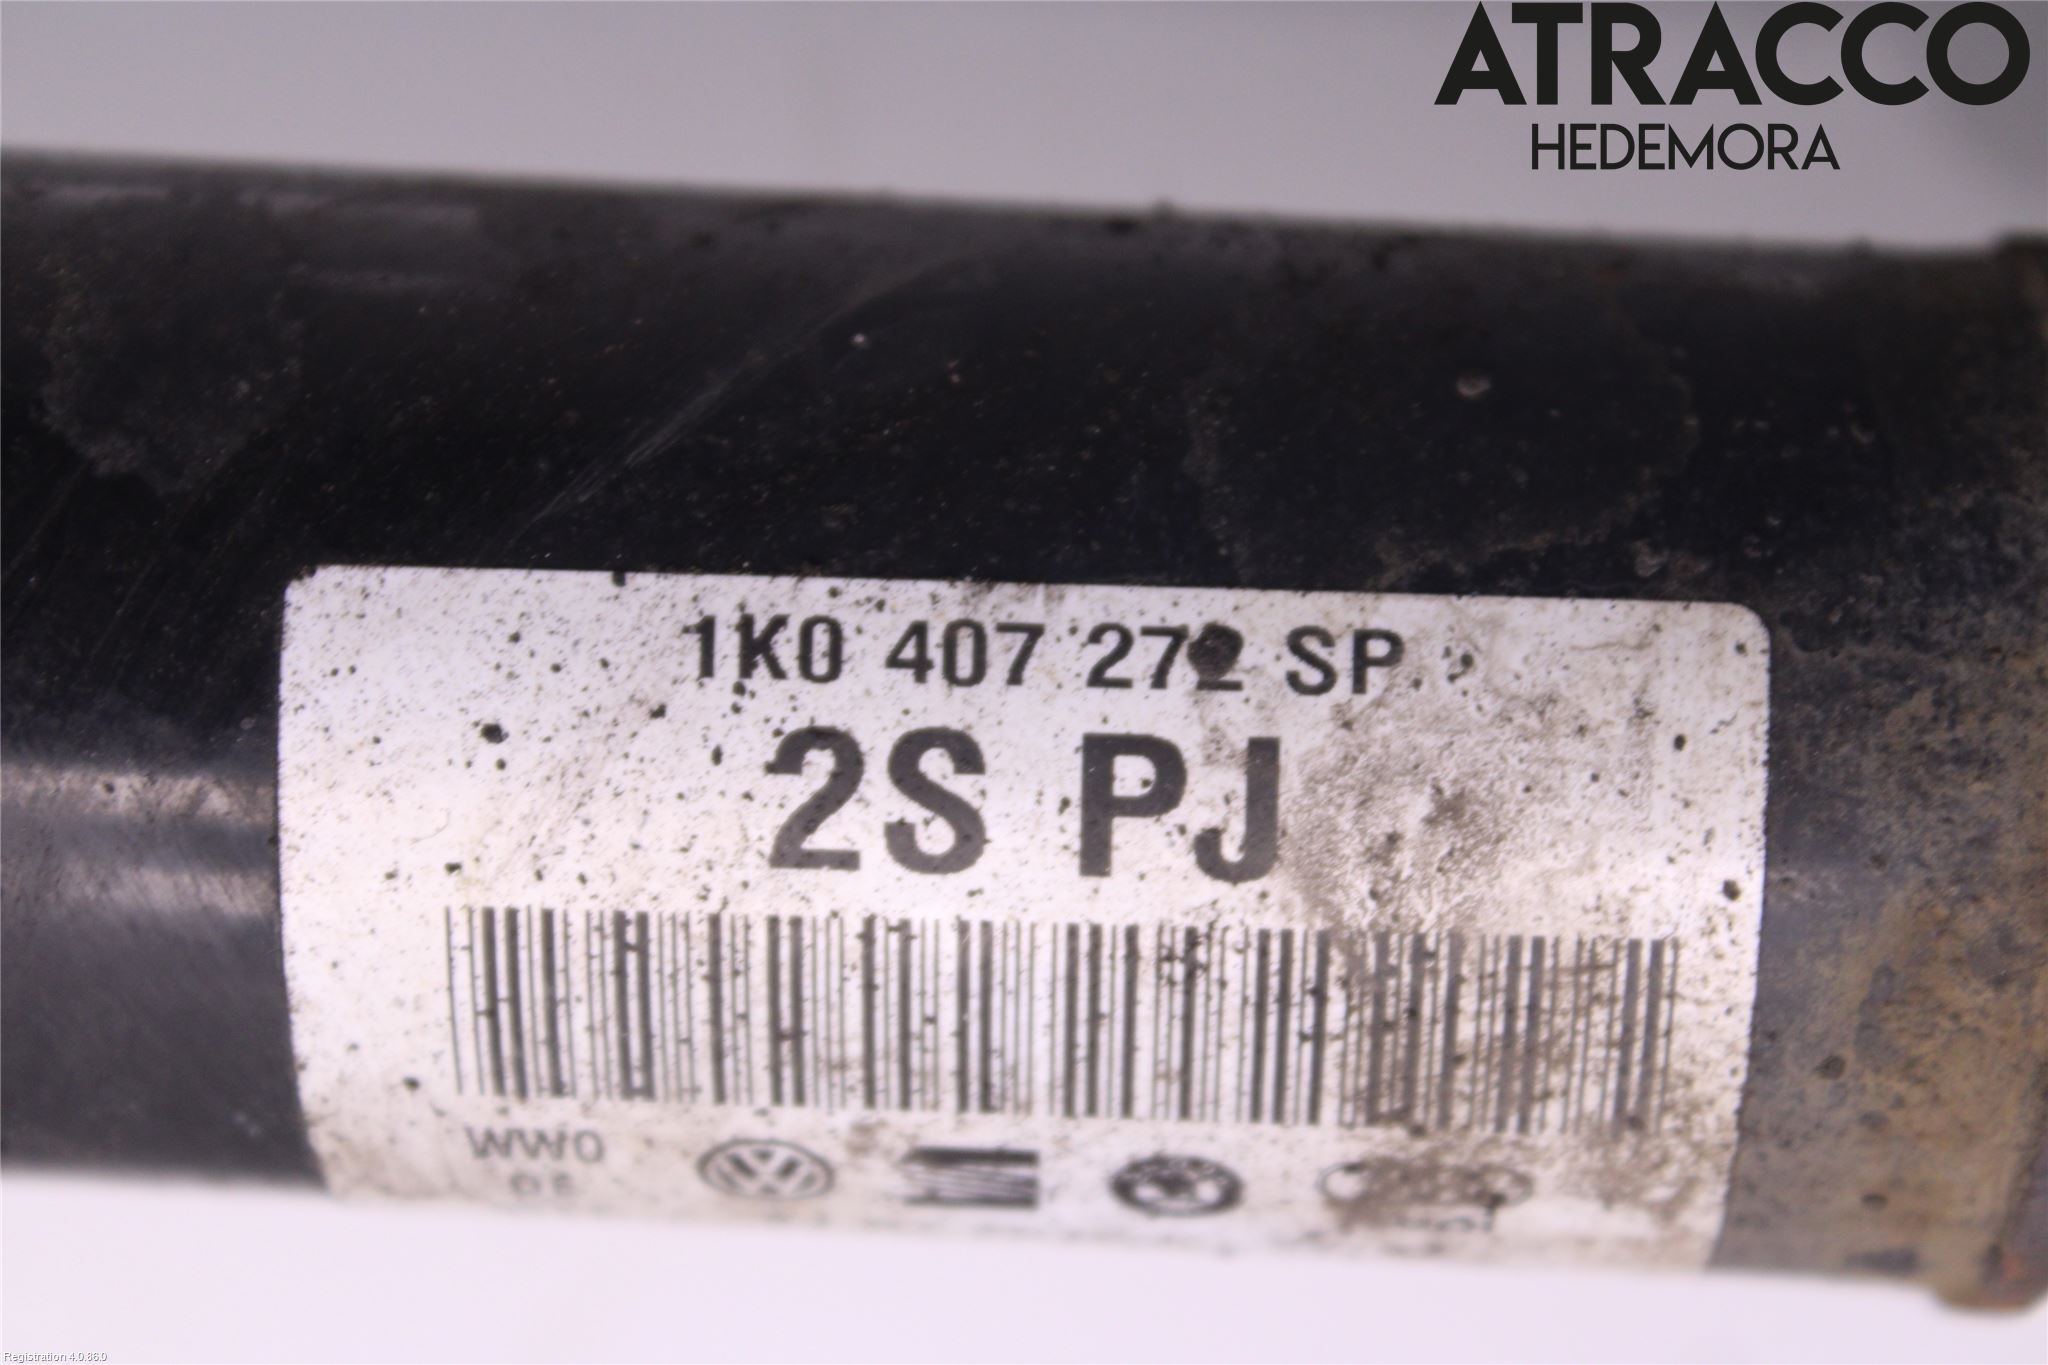 ATRACCO
HEDEMORA
1K0 407 272 SP
2S PJ
WW0
Registration 4.0.86.0